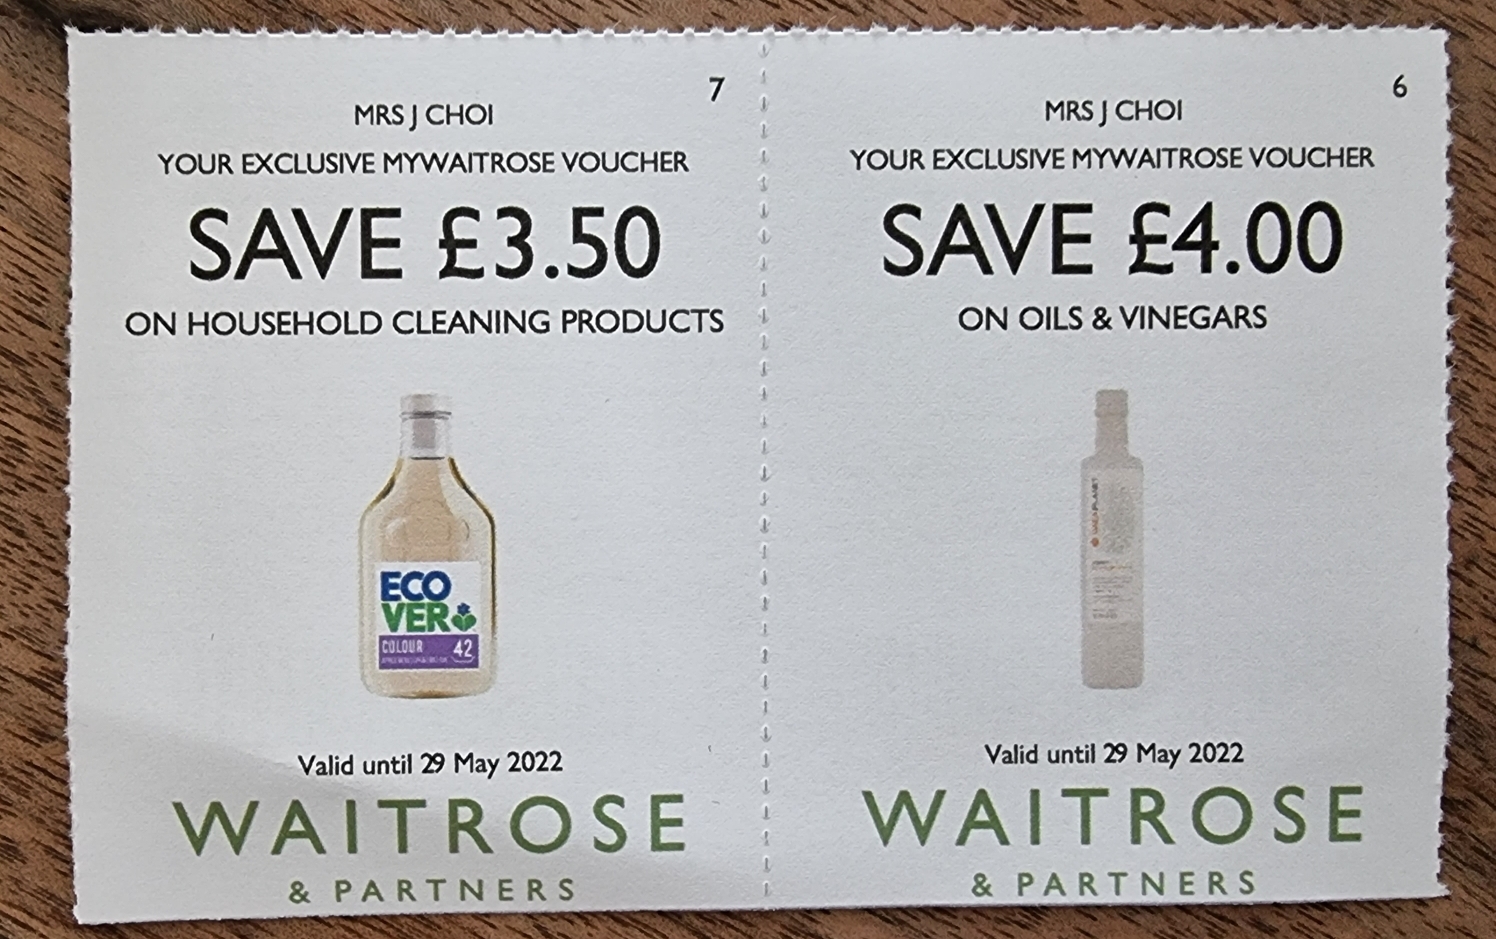 7
MRS J CHOI
YOUR EXCLUSIVE MYWAITROSE VOUCHER
SAVE £3.50
ON HOUSEHOLD CLEANING PRODUCTS
ECO
VER
COLOUR
42
Valid until 29 May 2022
WAITROSE
& PARTNERS
6
MRS J CHOI
YOUR EXCLUSIVE MYWAITROSE VOUCHER
SAVE £4.00
ON OILS & VINEGARS
Valid until 29 May 2022
WAITROSE
& PARTNERS